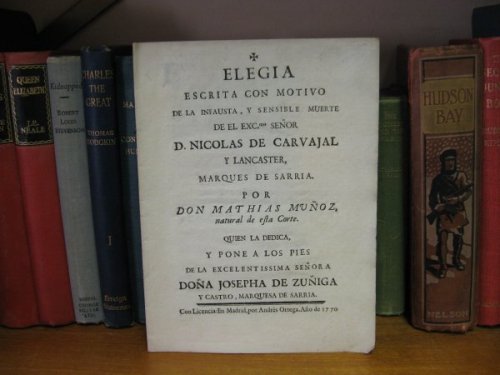 QUEEN
ELIZABETH
J.E. NEALE
Kidnapped
ROBERT
LOUIS
STEVENSON
CHARLES
THE
GREAT
THOMAS
HODGKIN
I
✠
ELEGIA
ESCRITA CON MOTIVO
DE LA INFAUSTA, Y SENSIBLE MUERTE
DE EL EXC.mo SEÑOR
D. NICOLAS DE CARVAJAL
Y LANCASTER,
MARQUES DE SARRIA.
POR
DON MATHIAS MUÑOZ,
natural de esta Corte.
QUIEN LA DEDICA,
Y PONE A LOS PIES
DE LA EXCELENTISSIMA SEÑORA
DOÑA JOSEPHA DE ZUÑIGA
Y CASTRO, MARQUESA DE SARRIA.
Con Licencia: En Madrid, por Andrès Ortega. Año de 1770.
HUDSON
BAY
NELSON